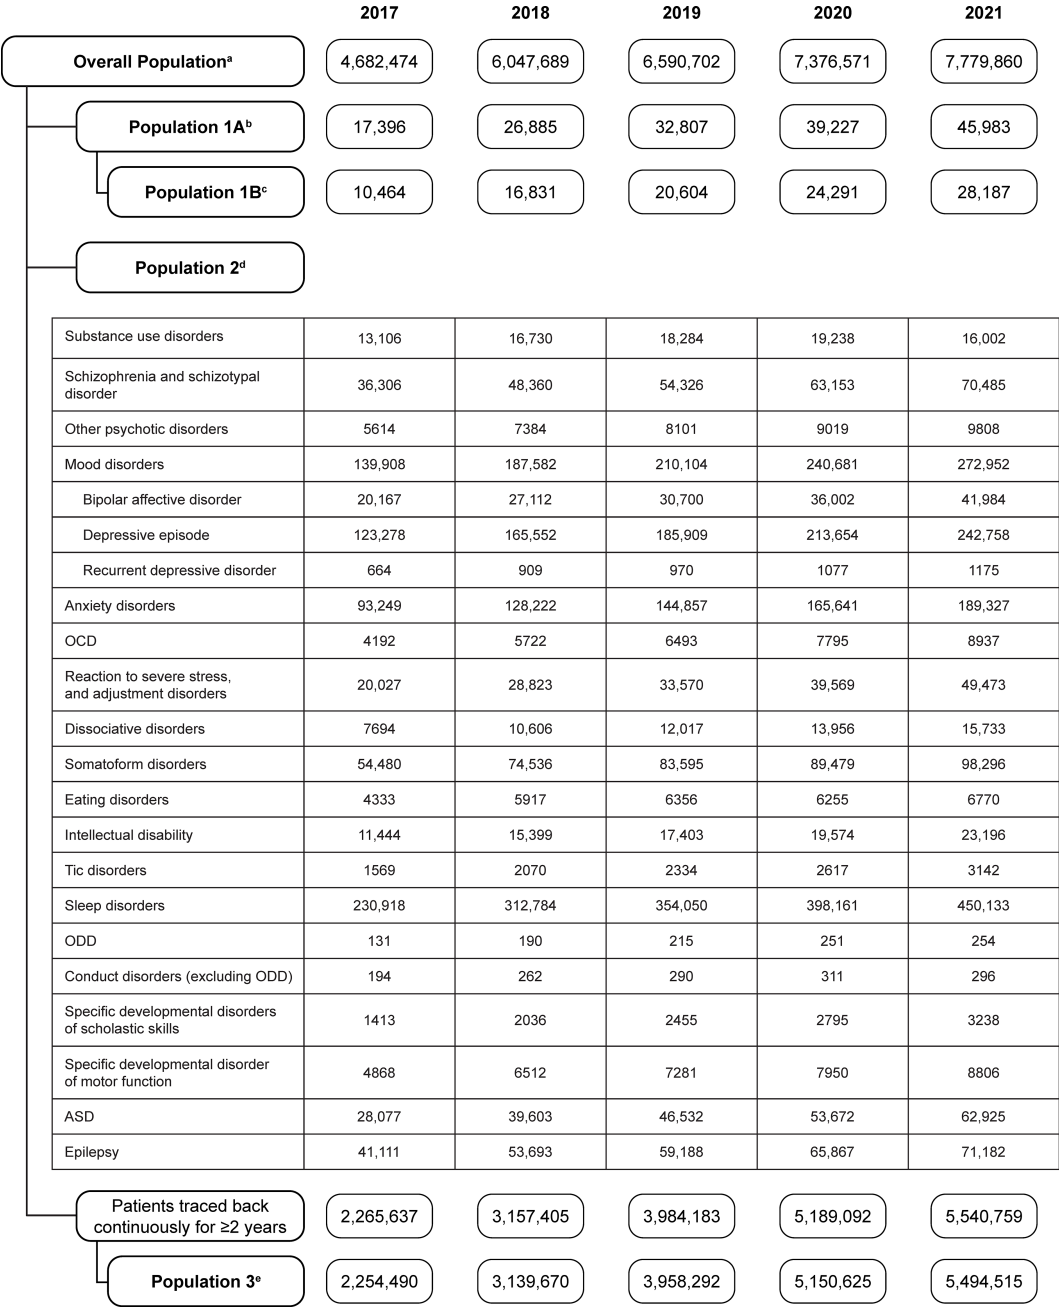 2017 2018 2019 2020 2021
Overall Populationᵃ 4,682,474 6,047,689 6,590,702 7,376,571 7,779,860
Population 1Aᵇ 17,396 26,885 32,807 39,227 45,983
Population 1Bᶜ 10,464 16,831 20,604 24,291 28,187
Population 2ᵈ
Substance use disorders 13,106 16,730 18,284 19,238 16,002
Schizophrenia and schizotypal
disorder 36,306 48,360 54,326 63,153 70,485
Other psychotic disorders 5614 7384 8101 9019 9808
Mood disorders 139,908 187,582 210,104 240,681 272,952
Bipolar affective disorder 20,167 27,112 30,700 36,002 41,984
Depressive episode 123,278 165,552 185,909 213,654 242,758
Recurrent depressive disorder 664 909 970 1077 1175
Anxiety disorders 93,249 128,222 144,857 165,641 189,327
OCD 4192 5722 6493 7795 8937
Reaction to severe stress,
and adjustment disorders 20,027 28,823 33,570 39,569 49,473
Dissociative disorders 7694 10,606 12,017 13,956 15,733
Somatoform disorders 54,480 74,536 83,595 89,479 98,296
Eating disorders 4333 5917 6356 6255 6770
Intellectual disability 11,444 15,399 17,403 19,574 23,196
Tic disorders 1569 2070 2334 2617 3142
Sleep disorders 230,918 312,784 354,050 398,161 450,133
ODD 131 190 215 251 254
Conduct disorders (excluding ODD) 194 262 290 311 296
Specific developmental disorders
of scholastic skills 1413 2036 2455 2795 3238
Specific developmental disorder
of motor function 4868 6512 7281 7950 8806
ASD 28,077 39,603 46,532 53,672 62,925
Epilepsy 41,111 53,693 59,188 65,867 71,182
Patients traced back
continuously for ≥2 years 2,265,637 3,157,405 3,984,183 5,189,092 5,540,759
Population 3ᵉ 2,254,490 3,139,670 3,958,292 5,150,625 5,494,515